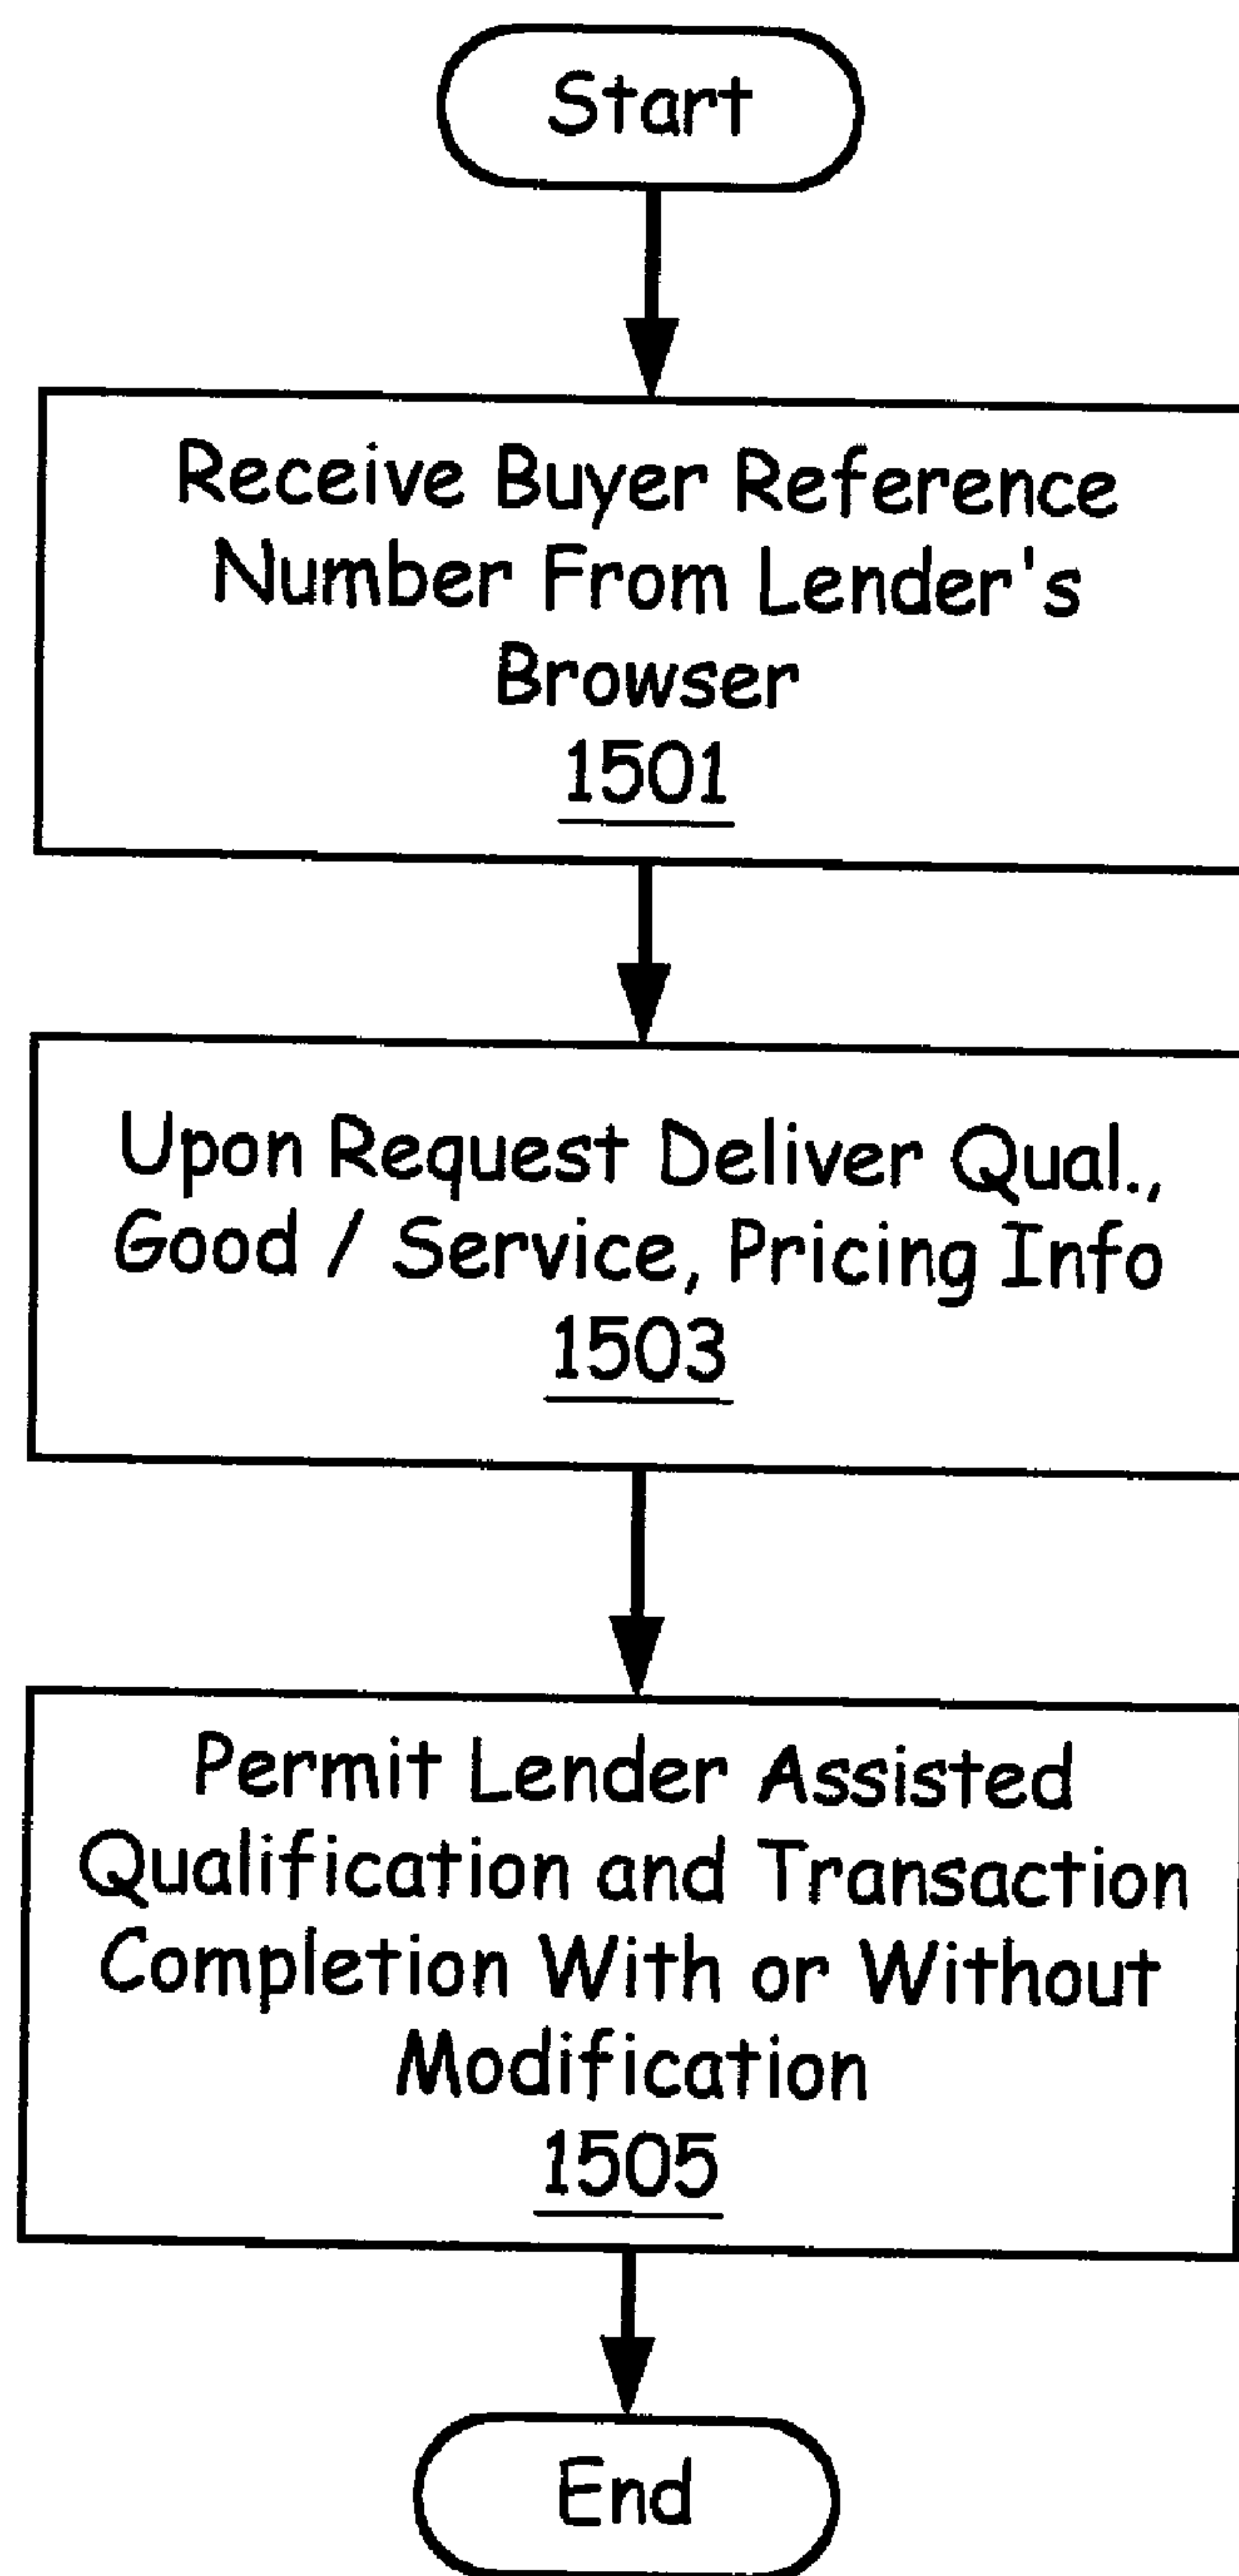 Start
Receive Buyer Reference
Number From Lender's
Browser
1501
Upon Request Deliver Qual.,
Good / Service, Pricing Info
1503
Permit Lender Assisted
Qualification and Transaction
Completion With or Without
Modification
1505
End